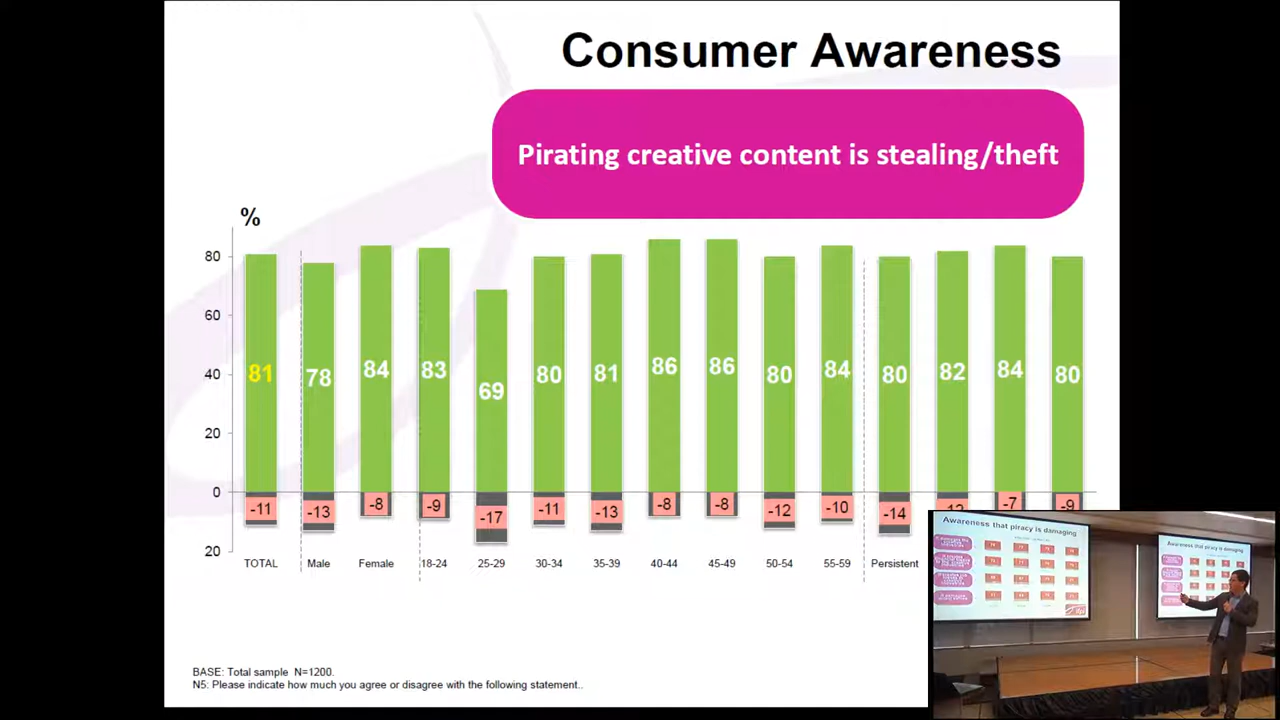 Consumer Awareness
Pirating creative content is stealing/theft
%
80
60
40
20
0
20
81 78 84 83 69 80 81 86 86 80 84 80 82 84 80
-11 -13 -8 -9 -17 -11 -13 -8 -8 -12 -10 -14 -7 -9
TOTAL Male Female 18-24 25-29 30-34 35-39 40-44 45-49 50-54 55-59 Persistent
BASE: Total sample N=1200.
N5: Please indicate how much you agree or disagree with the following statement..
Awareness that piracy is damaging
Awareness that piracy is damaging